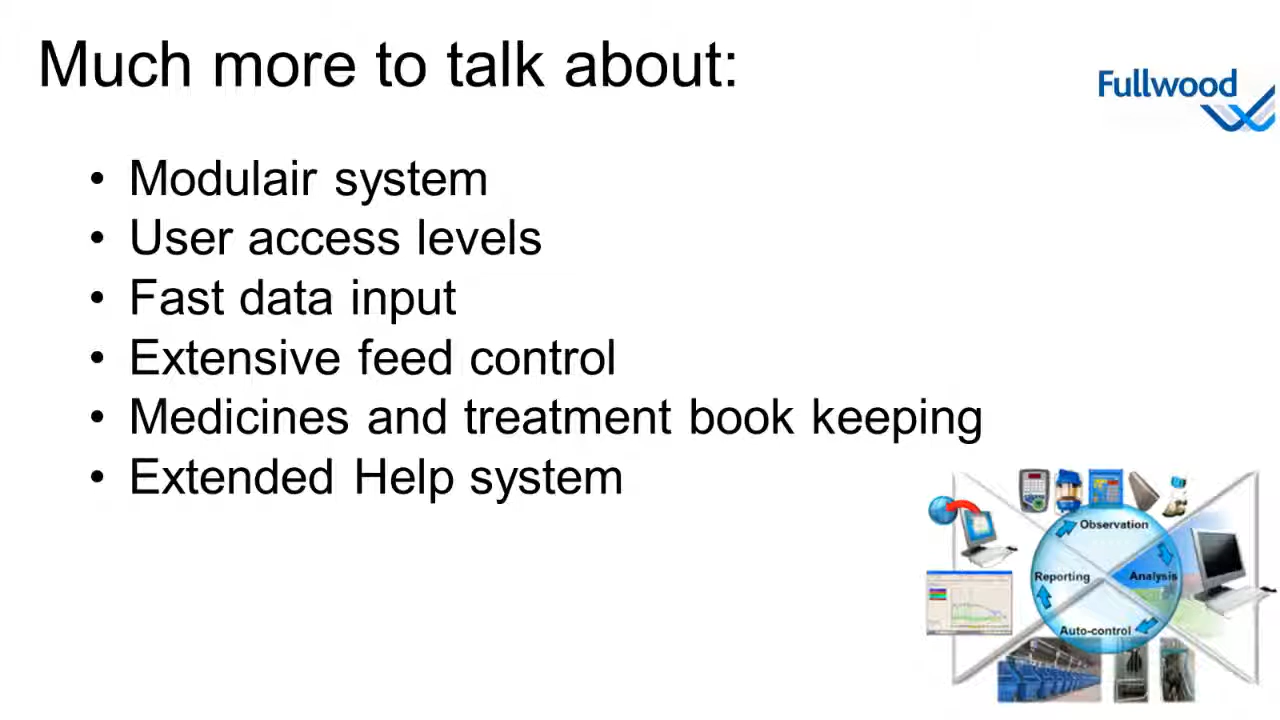 Much more to talk about:
Fullwood
• Modulair system
• User access levels
• Fast data input
• Extensive feed control
• Medicines and treatment book keeping
• Extended Help system
Observation
Reporting
Analysis
Auto-control